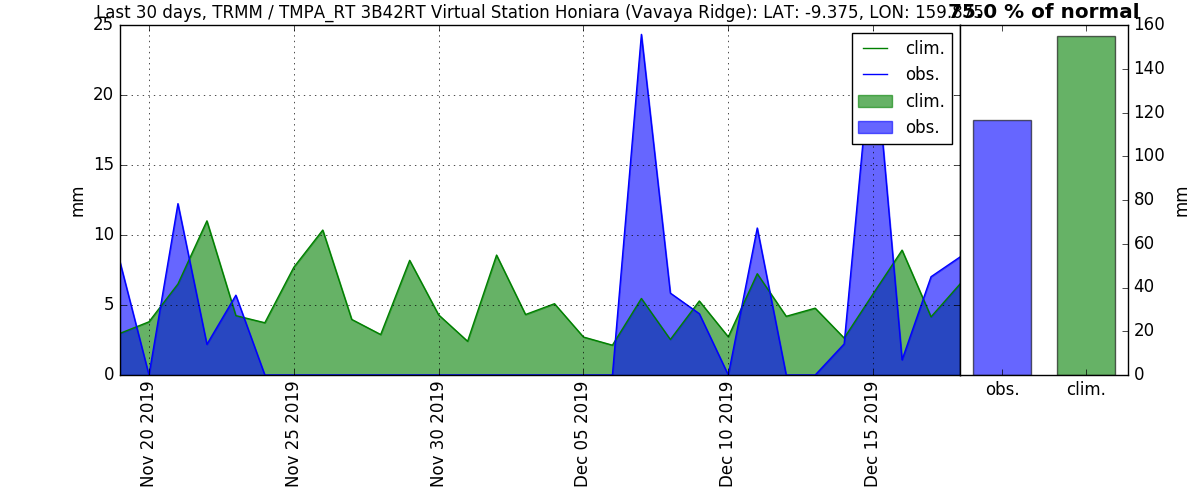 Last 30 days, TRMM / TMPA_RT 3B42RT Virtual Station Honiara (Vavaya Ridge): LAT: -9.375, LON: 159.875
75.0 % of normal
25
20
15
10
5
0
mm
clim.
obs.
clim.
obs.
Nov 20 2019
Nov 25 2019
Nov 30 2019
Dec 05 2019
Dec 10 2019
Dec 15 2019
160
140
120
100
80
60
40
20
0
mm
obs.
clim.